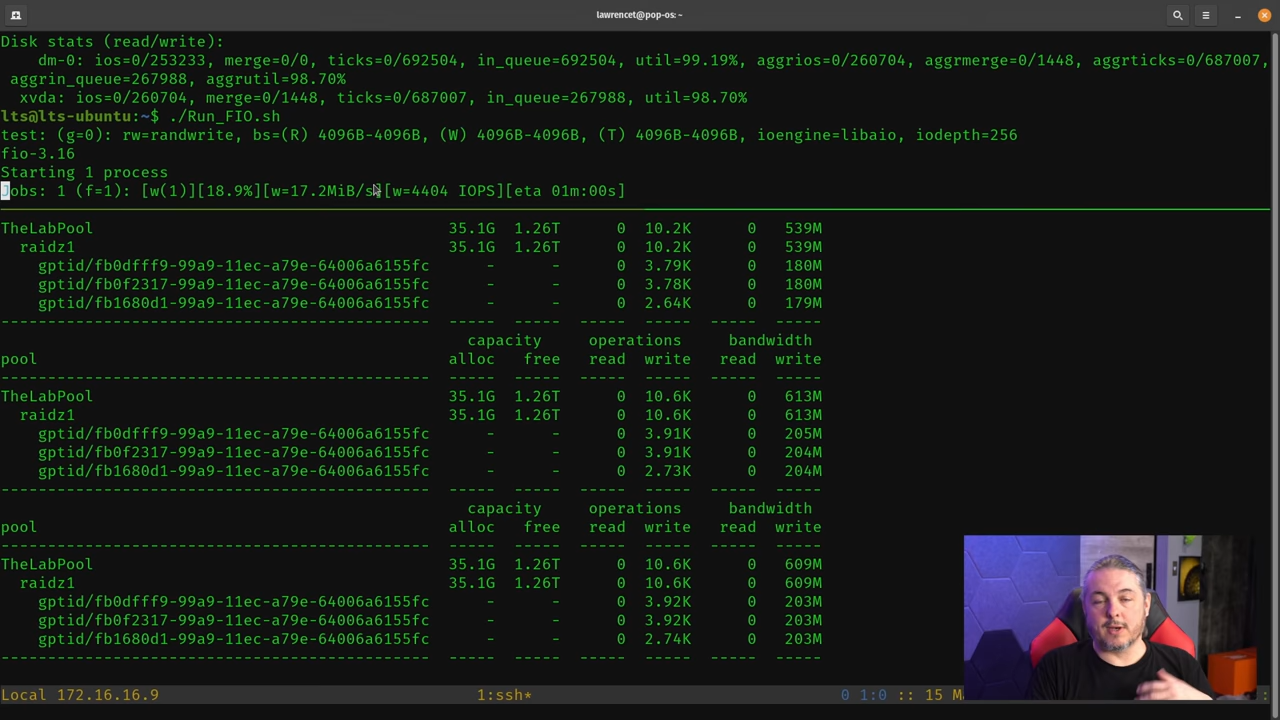 lawrencet@pop-os: ~
Disk stats (read/write):
dm-0: ios=0/253233, merge=0/0, ticks=0/692504, in_queue=692504, util=99.19%, aggrios=0/260704, aggrmerge=0/1448, aggrticks=0/687007,
aggrin_queue=267988, aggrutil=98.70%
xvda: ios=0/260704, merge=0/1448, ticks=0/687007, in_queue=267988, util=98.70%
lts@lts-ubuntu:~$ ./Run_FIO.sh
test: (g=0): rw=randwrite, bs=(R) 4096B-4096B, (W) 4096B-4096B, (T) 4096B-4096B, ioengine=libaio, iodepth=256
fio-3.16
Starting 1 process
Jobs: 1 (f=1): [w(1)][18.9%][w=17.2MiB/s][w=4404 IOPS][eta 01m:00s]
TheLabPool 35.1G 1.26T 0 10.2K 0 539M
raidz1 35.1G 1.26T 0 10.2K 0 539M
gptid/fb0dfff9-99a9-11ec-a79e-64006a6155fc - - 0 3.79K 0 180M
gptid/fb0f2317-99a9-11ec-a79e-64006a6155fc - - 0 3.78K 0 180M
gptid/fb1680d1-99a9-11ec-a79e-64006a6155fc - - 0 2.64K 0 179M
----------------------------------------- ----- ----- ----- ----- ----- -----
capacity operations bandwidth
pool alloc free read write read write
----------------------------------------- ----- ----- ----- ----- ----- -----
TheLabPool 35.1G 1.26T 0 10.6K 0 613M
raidz1 35.1G 1.26T 0 10.6K 0 613M
gptid/fb0dfff9-99a9-11ec-a79e-64006a6155fc - - 0 3.91K 0 205M
gptid/fb0f2317-99a9-11ec-a79e-64006a6155fc - - 0 3.91K 0 204M
gptid/fb1680d1-99a9-11ec-a79e-64006a6155fc - - 0 2.73K 0 204M
----------------------------------------- ----- ----- ----- ----- ----- -----
capacity operations bandwidth
pool alloc free read write read write
----------------------------------------- ----- ----- ----- ----- ----- -----
TheLabPool 35.1G 1.26T 0 10.6K 0 609M
raidz1 35.1G 1.26T 0 10.6K 0 609M
gptid/fb0dfff9-99a9-11ec-a79e-64006a6155fc - - 0 3.92K 0 203M
gptid/fb0f2317-99a9-11ec-a79e-64006a6155fc - - 0 3.92K 0 203M
gptid/fb1680d1-99a9-11ec-a79e-64006a6155fc - - 0 2.74K 0 203M
----------------------------------------- ----- ----- ----- ----- ----- -----
Local 172.16.16.9 1:ssh* 0 1:0 :: 15